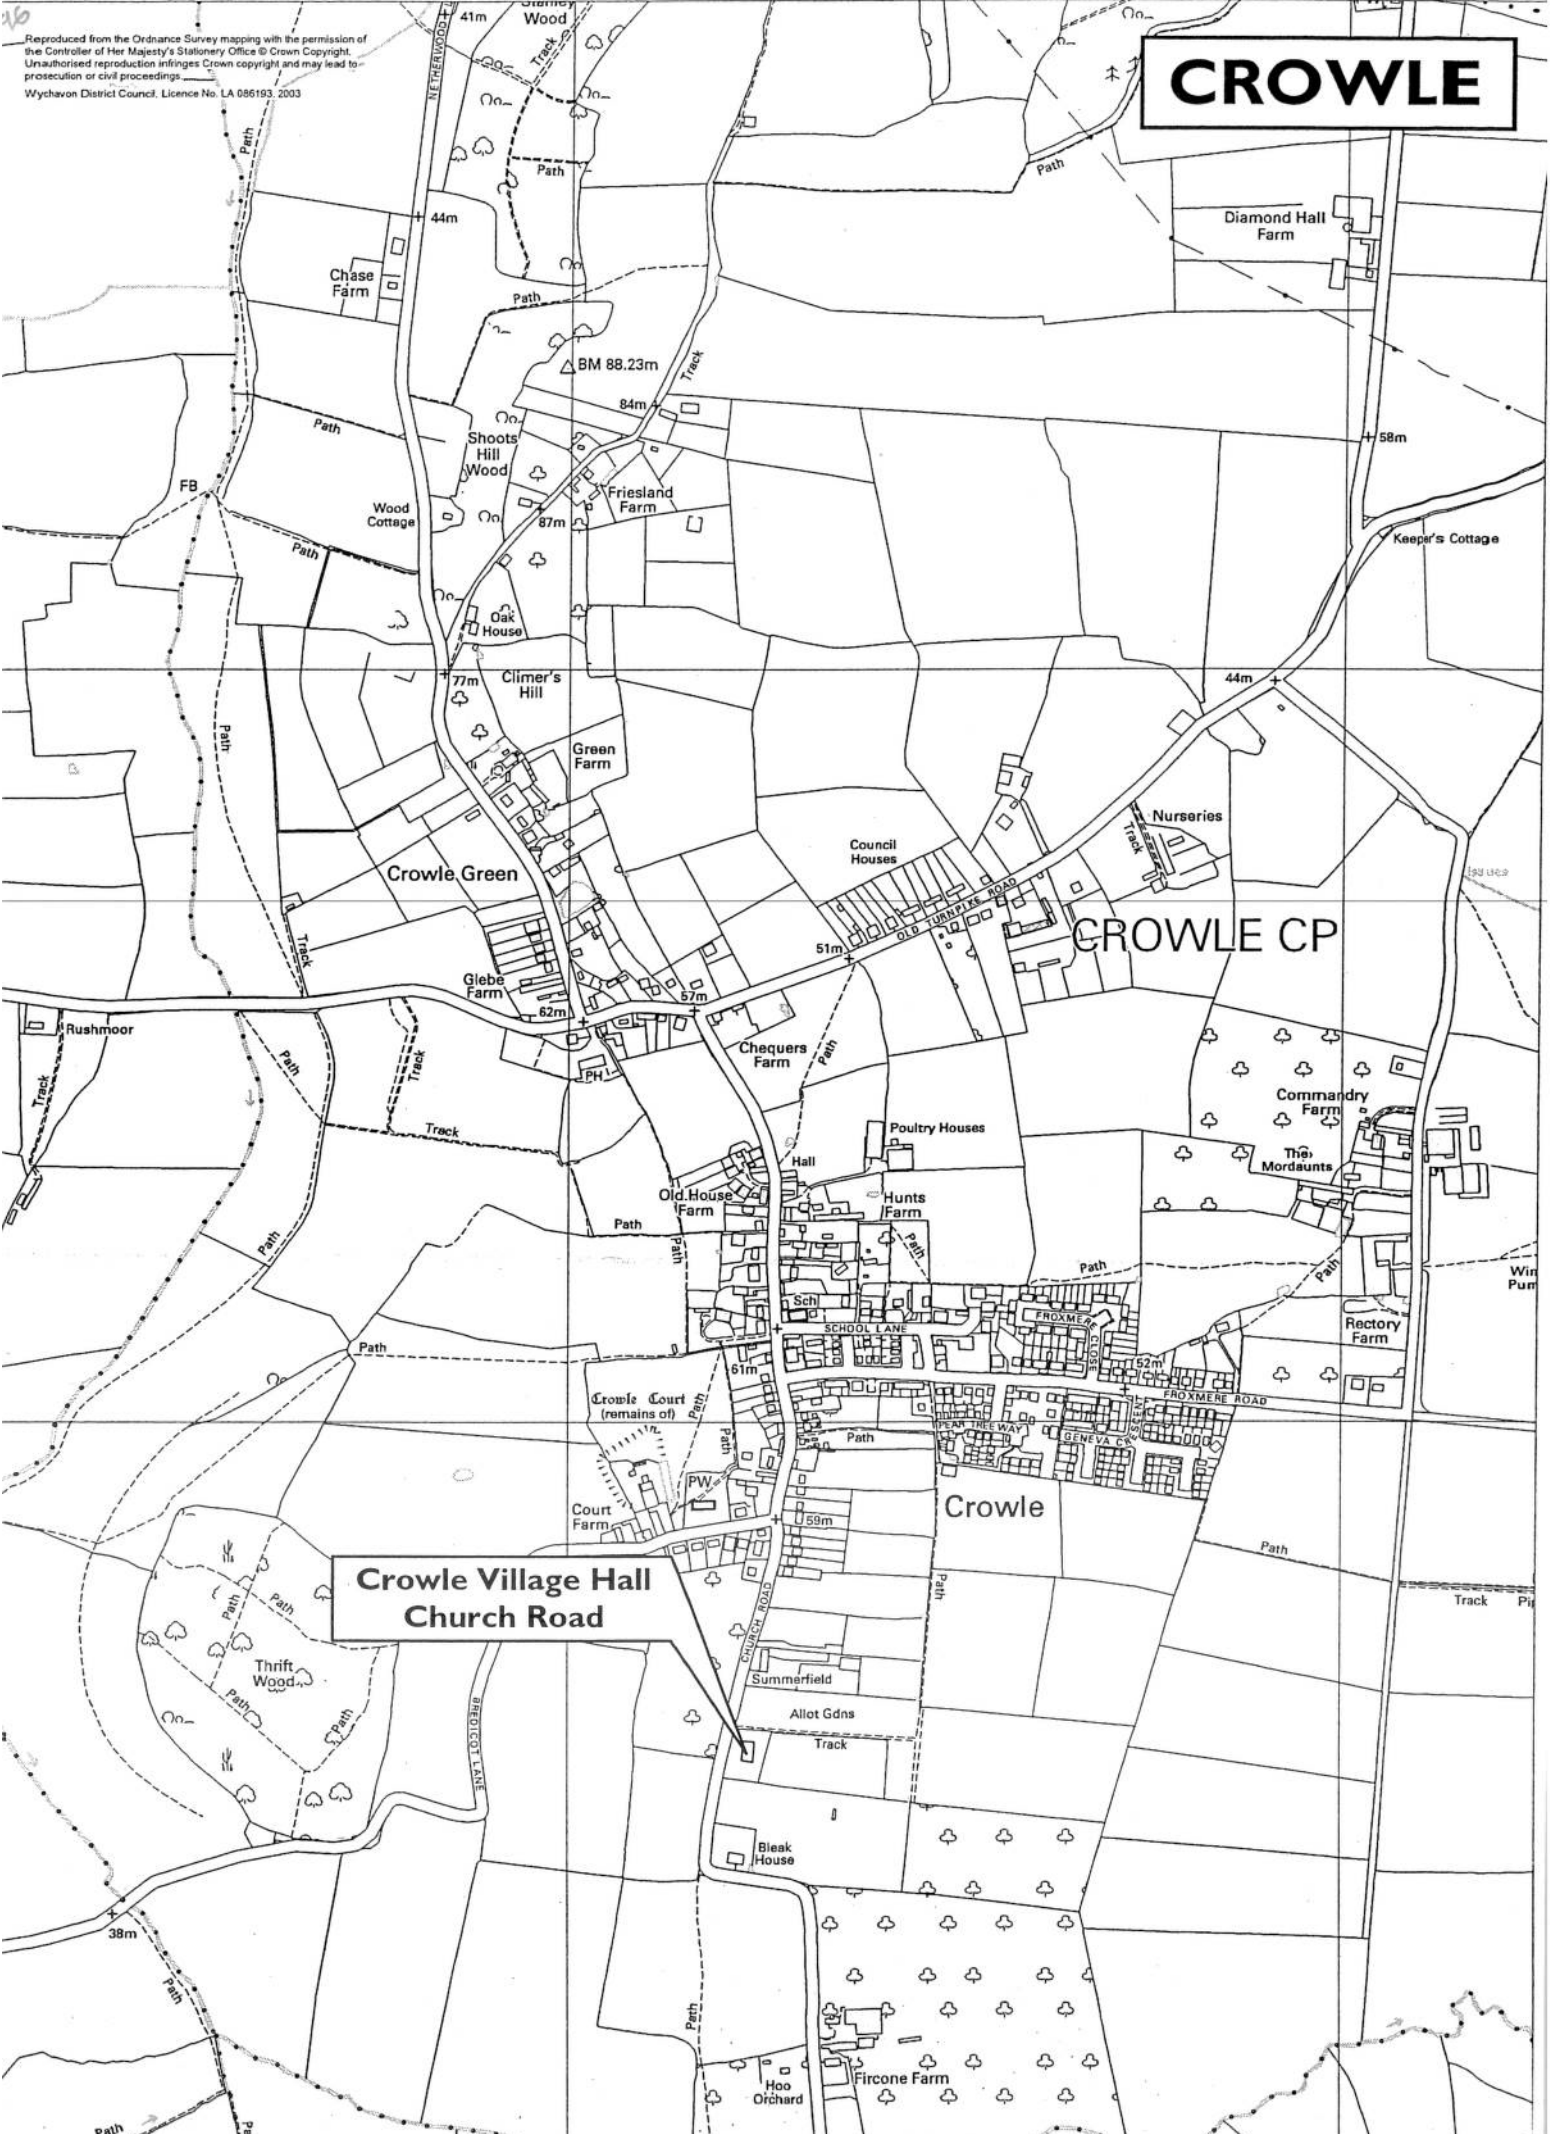 Stanley
Wood
41m
NETHERWOOD
Reproduced from the Ordnance Survey mapping with the permission of
the Controller of Her Majesty's Stationery Office © Crown Copyright.
Unauthorised reproduction infringes Crown copyright and may lead to
prosecution or civil proceedings.
Wychavon District Council, Licence No. LA 086193, 2003
CROWLE
Track
Path
Path
Path
44m
Diamond Hall
Farm
Chase
Farm
Path
BM 88.23m
Track
84m
Path
Shoots
Hill
Wood
58m
FB
Friesland
Farm
Wood
Cottage
87m
Keeper's Cottage
Path
Oak
House
77m
Climer's
Hill
44m
Path
Green
Farm
Nurseries
Track
Council
Houses
Crowle Green
Issues
OLD TURNPIKE ROAD
CROWLE CP
Track
51m
Glebe
Farm
57m
62m
Rushmoor
Chequers
Farm
Path
Path
Track
Track
PH
Commandry
Farm
Track
Poultry Houses
Hall
The
Mordaunts
Old House
Farm
Hunts
Farm
Path
Path
Path
Path
Path
Path
Win
Pum
Sch
SCHOOL LANE
FROXMERE
CLOSE
Rectory
Farm
Path
61m
52m
FROXMERE ROAD
Crowle Court
(remains of)
Path
Path
Path
PEAR TREE WAY
GENEVA CRESCENT
PW
Court
Farm
59m
Crowle
Path
Crowle Village Hall
Church Road
CHURCH ROAD
Path
Track
Pi
Path
Path
Thrift
Wood
Path
Path
Summerfield
BREDICOT LANE
Allot Gdns
Track
Bleak
House
38m
Path
Path
Hoo
Orchard
Fircone Farm
Path
Pa